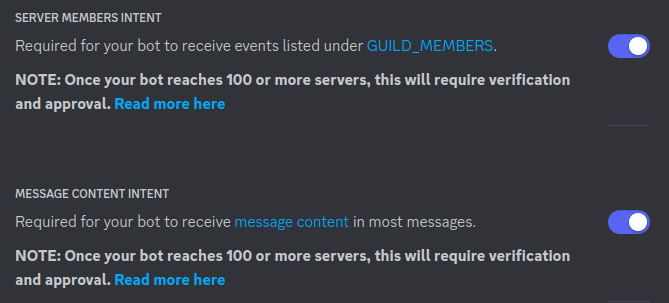 SERVER MEMBERS INTENT
Required for your bot to receive events listed under GUILD_MEMBERS.
NOTE: Once your bot reaches 100 or more servers, this will require verification
and approval. Read more here
MESSAGE CONTENT INTENT
Required for your bot to receive message content in most messages.
NOTE: Once your bot reaches 100 or more servers, this will require verification
and approval. Read more here